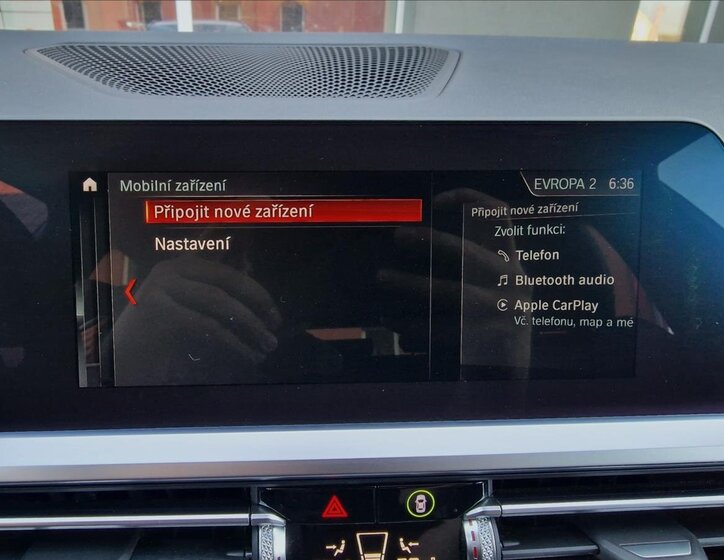 Mobilní zařízení
EVROPA 2 6:36
Připojit nové zařízení
Nastavení
Připojit nové zařízení
Zvolit funkci:
Telefon
Bluetooth audio
Apple CarPlay
Vč. telefonu, map a mé